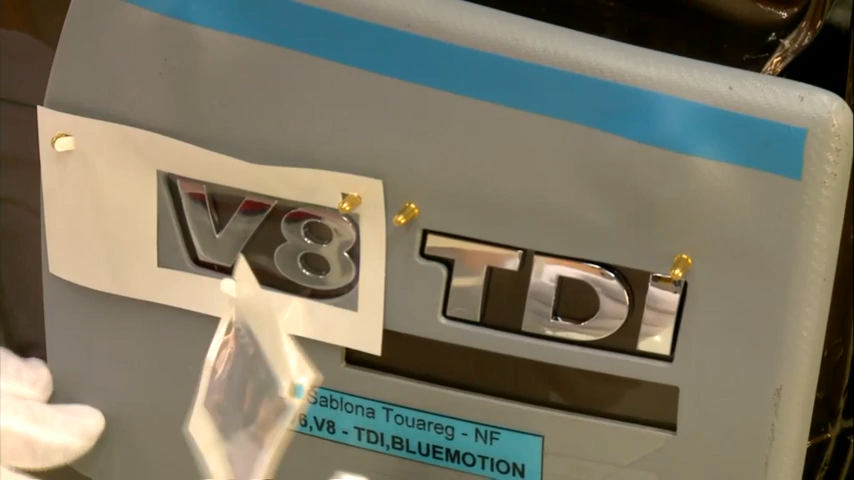 V8 TDI
Sablona Touareg - NF
6,V8 - TDI,BLUEMOTION